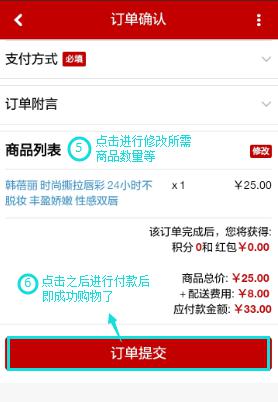 订单确认
支付方式 必填
订单附言
商品列表 5 点击进行修改所需
商品数量等 修改
韩蓓丽 时尚撕拉唇彩 24小时不 x 1 ￥25.00
脱妆 丰盈娇嫩 性感双唇
该订单完成后，您将获得:
积分 0和 红包￥0.00
6 点击之后进行付款后
即成功购物了
商品总价: ￥25.00
+ 配送费用: ￥8.00
应付款金额: ￥33.00
订单提交